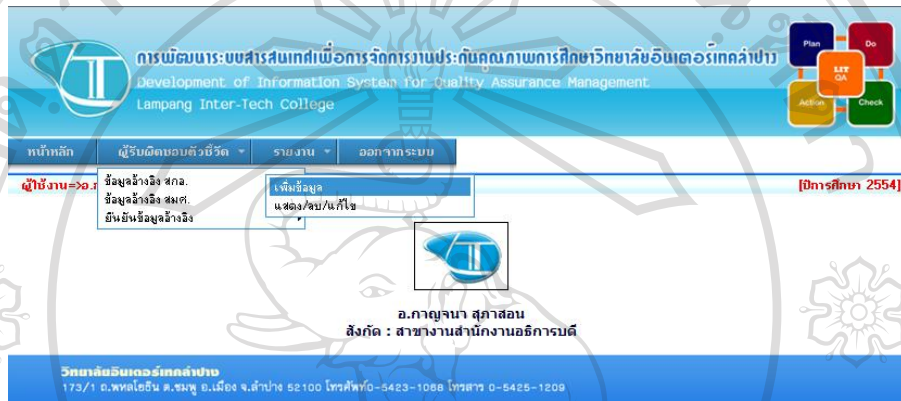 การพัฒนาระบบสารสนเทศเพื่อการจัดการงานประกันคุณภาพการศึกษาวิทยาลัยอินเตอร์เทคลำปาง
Development of Information System for Quality Assurance Management
Lampang Inter-Tech College
Plan Do
LIT
QA
Action Check
หน้าหลัก ผู้รับผิดชอบตัวชี้วัด รายงาน ออกจากระบบ
ผู้ใช้งาน=>อ. [ปีการศึกษา 2554]
ข้อมูลอ้างอิง สกอ.
ข้อมูลอ้างอิง สมศ.
ยืนยันข้อมูลอ้างอิง
เพิ่มข้อมูล
แสดง/ลบ/แก้ไข
อ.กาญจนา สุภาสอน
สังกัด : สาขางานสำนักงานอธิการบดี
วิทยาลัยอินเตอร์เทคลำปาง
173/1 ถ.พหลโยธิน ต.ชมพู อ.เมือง จ.ลำปาง 52100 โทรศัพท์0-5423-1068 โทรสาร 0-5425-1209